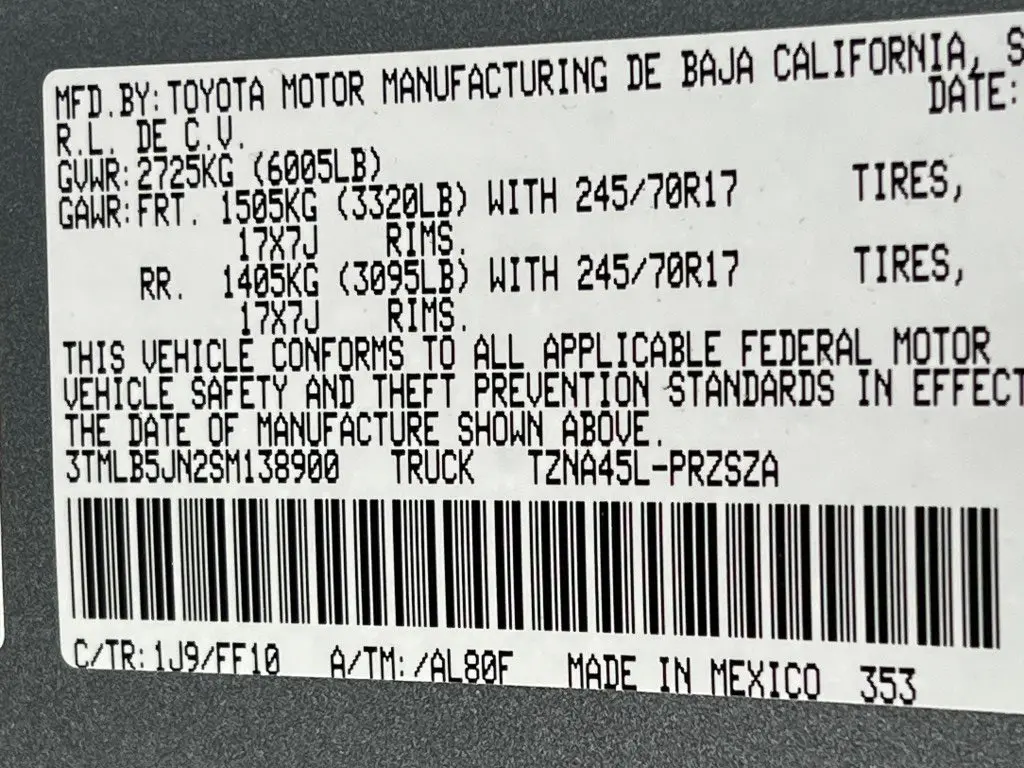 MFD.BY: TOYOTA MOTOR MANUFACTURING DE BAJA CALIFORNIA, S
R.L. DE C.V. DATE:
GVWR: 2725KG (6005LB)
GAWR: FRT. 1505KG (3320LB) WITH 245/70R17 TIRES,
17X7J RIMS.
RR. 1405KG (3095LB) WITH 245/70R17 TIRES,
17X7J RIMS.
THIS VEHICLE CONFORMS TO ALL APPLICABLE FEDERAL MOTOR
VEHICLE SAFETY AND THEFT PREVENTION STANDARDS IN EFFECT
THE DATE OF MANUFACTURE SHOWN ABOVE.
3TMLB5JN2SM138900 TRUCK TZNA45L-PRZSZA
C/TR: 1J9/FF10 A/TM: /AL80F MADE IN MEXICO 353